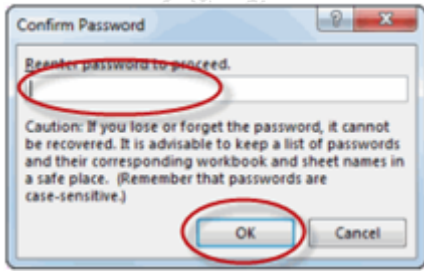 Confirm Password
Reenter password to proceed.
Caution: If you lose or forget the password, it cannot
be recovered. It is advisable to keep a list of passwords
and their corresponding workbook and sheet names in
a safe place. (Remember that passwords are
case-sensitive.)
OK
Cancel